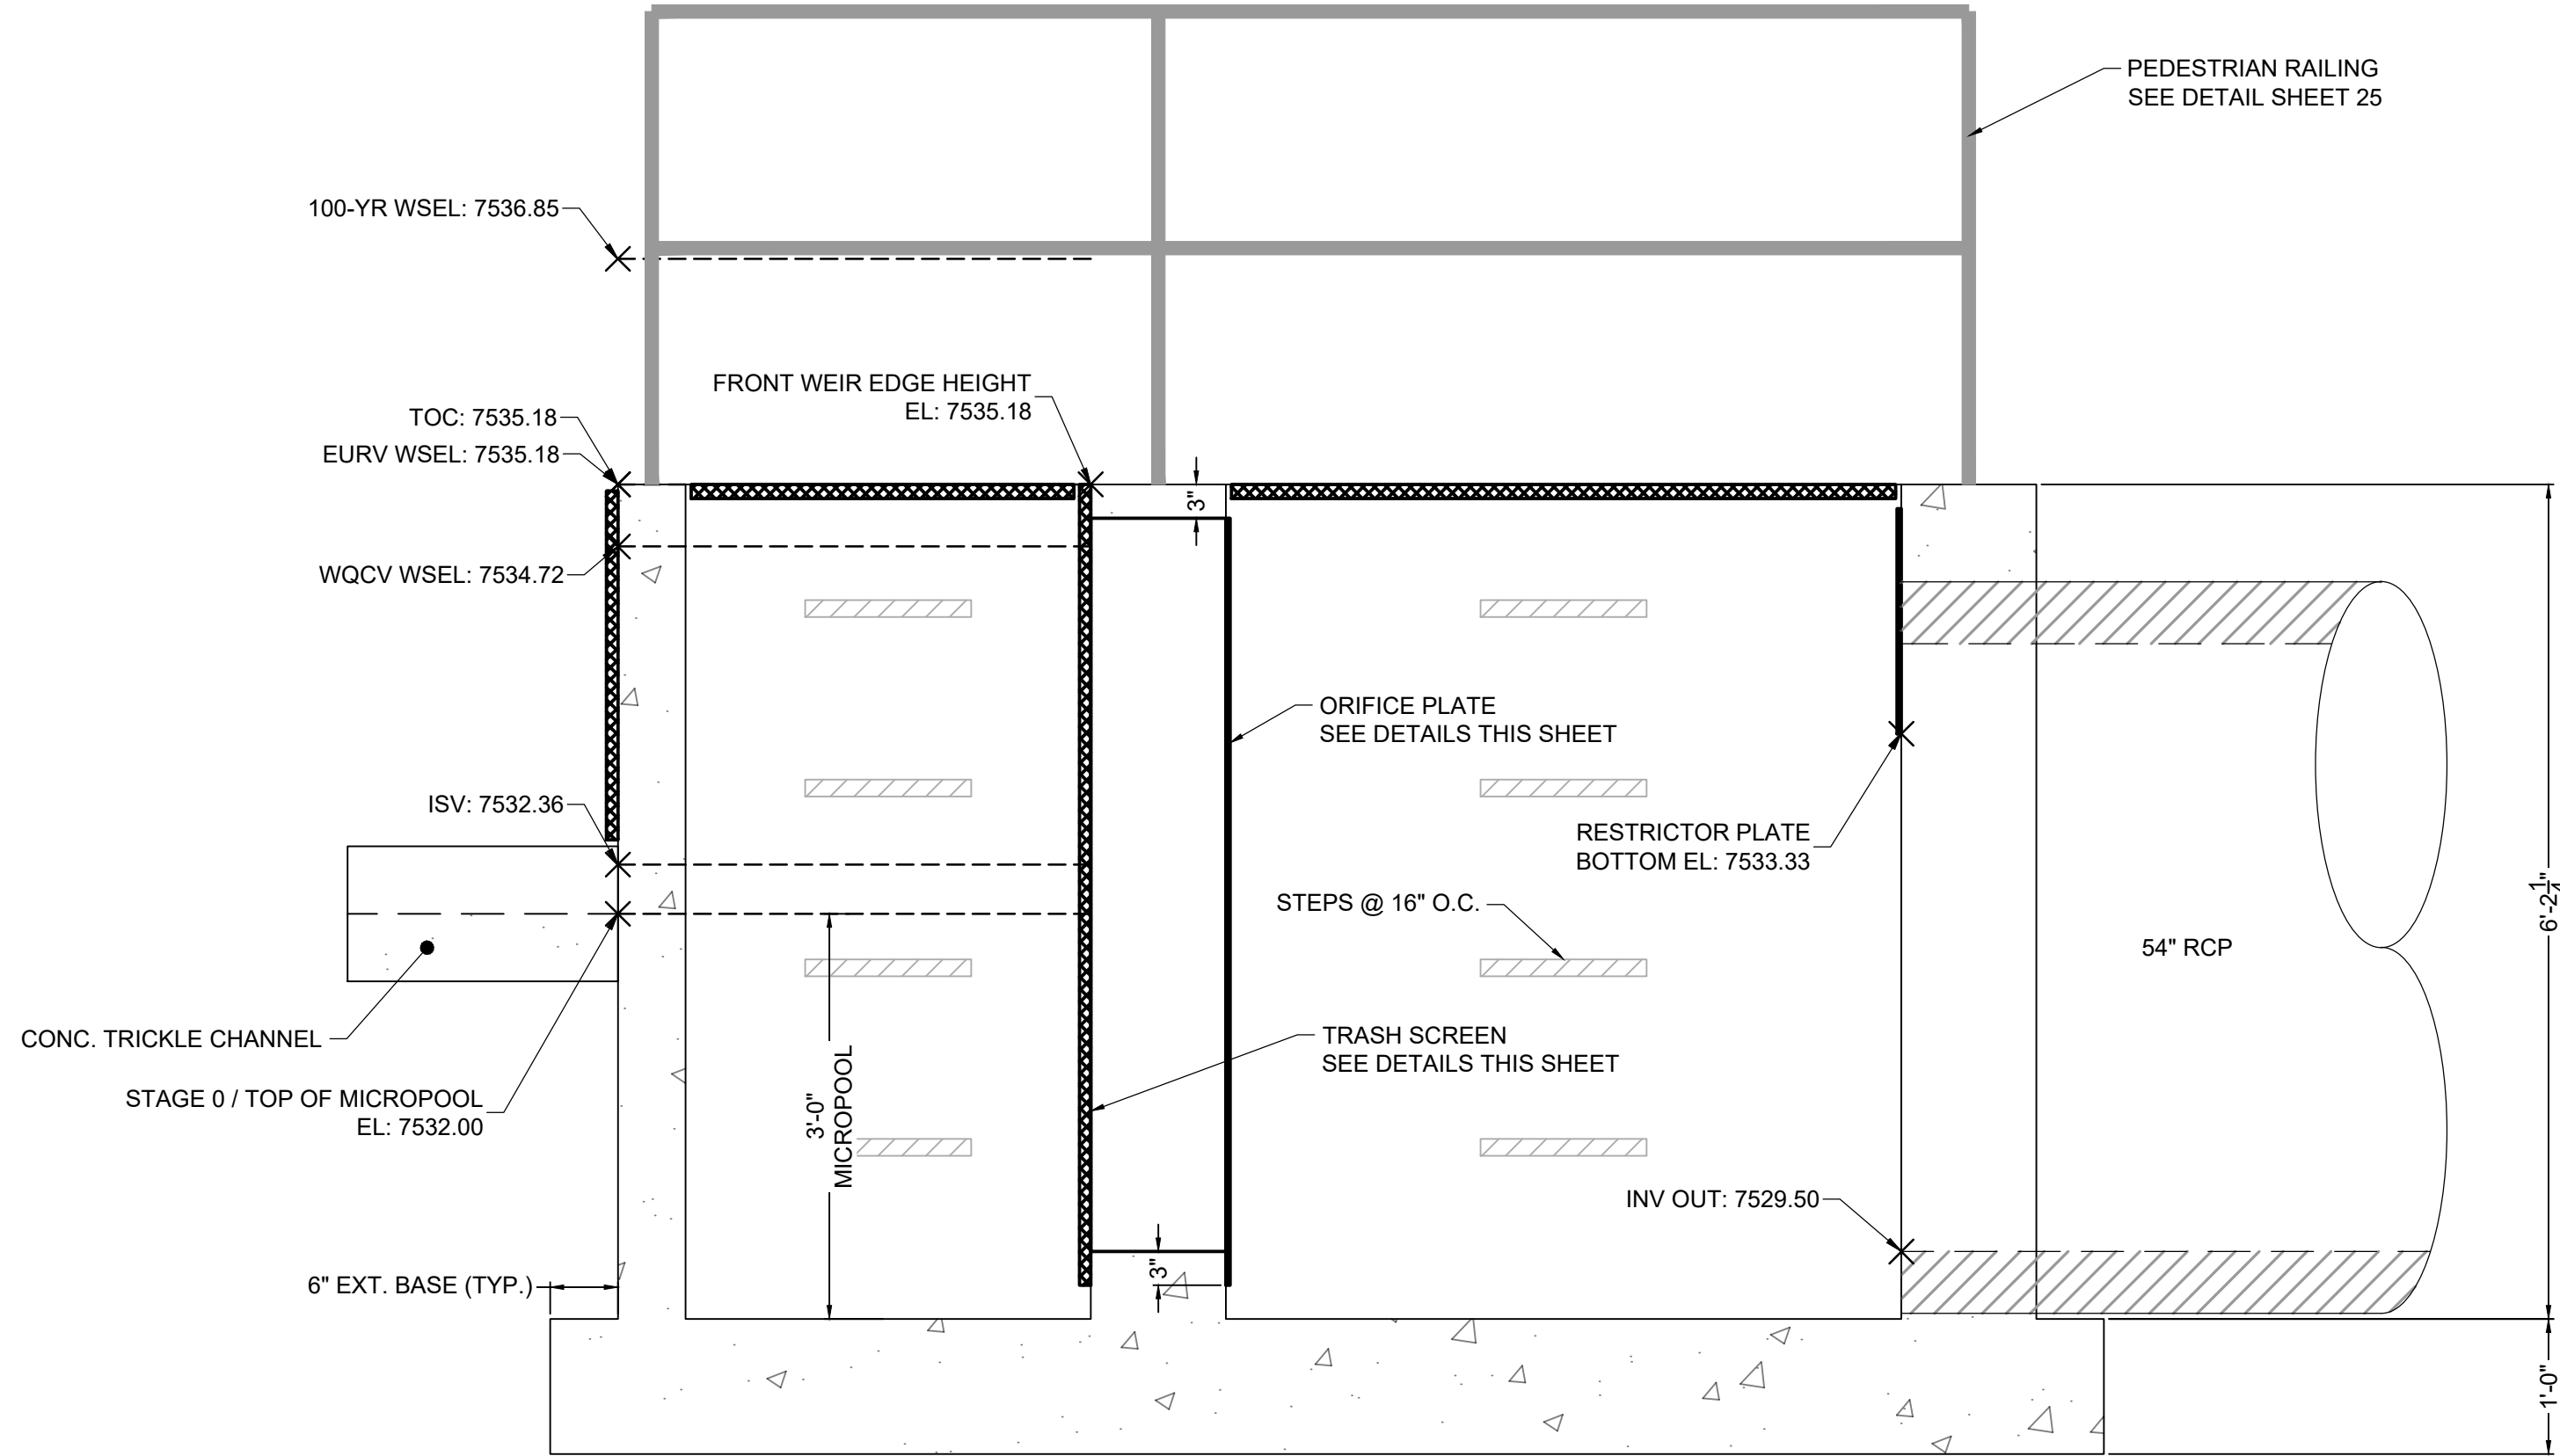 PEDESTRIAN RAILING
SEE DETAIL SHEET 25
100-YR WSEL: 7536.85
FRONT WEIR EDGE HEIGHT
EL: 7535.18
TOC: 7535.18
EURV WSEL: 7535.18
3"
WQCV WSEL: 7534.72
ORIFICE PLATE
SEE DETAILS THIS SHEET
ISV: 7532.36
RESTRICTOR PLATE
BOTTOM EL: 7533.33
STEPS @ 16" O.C.
6'-2 1/4"
54" RCP
CONC. TRICKLE CHANNEL
TRASH SCREEN
SEE DETAILS THIS SHEET
STAGE 0 / TOP OF MICROPOOL
EL: 7532.00
3'-0"
MICROPOOL
INV OUT: 7529.50
3"
6" EXT. BASE (TYP.)
1'-0"